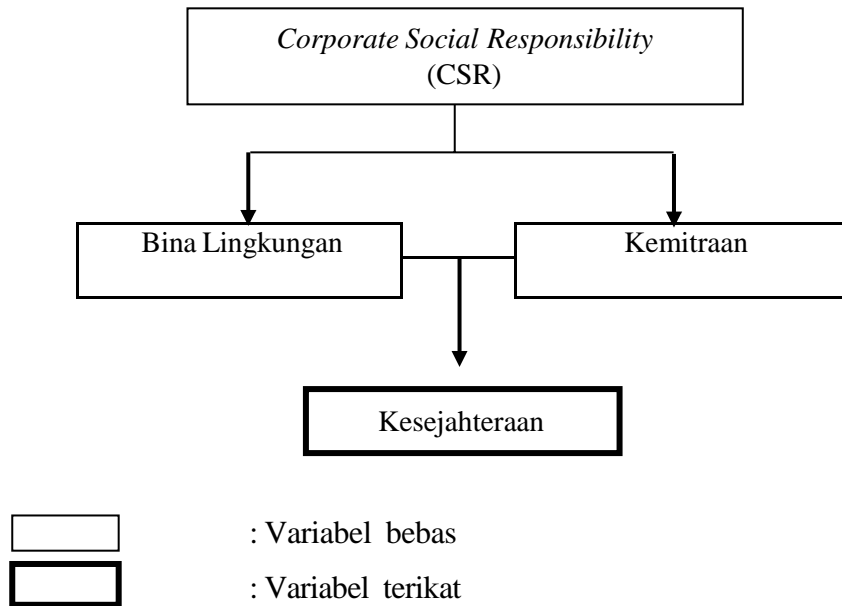 Corporate Social Responsibility
(CSR)
Bina Lingkungan
Kemitraan
Kesejahteraan
: Variabel bebas
: Variabel terikat